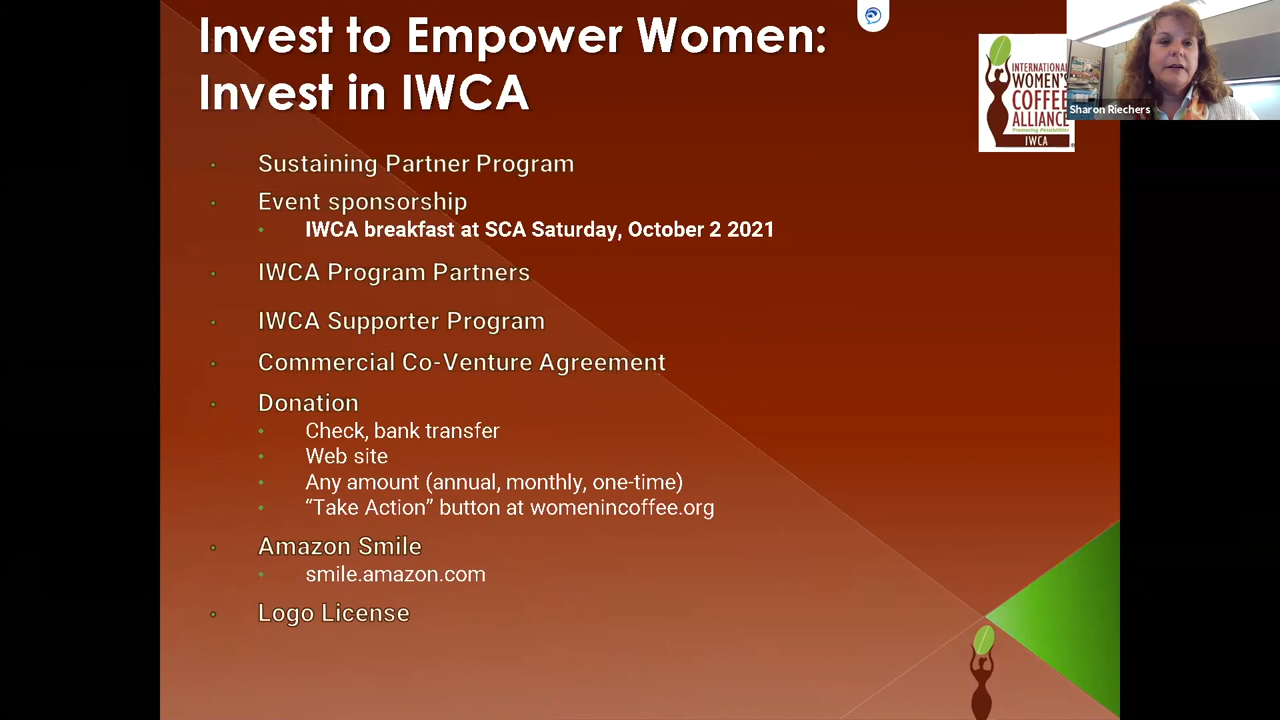 Invest to Empower Women:
Invest in IWCA
INTERNATIONAL
WOMEN'S
COFFEE
ALLIANCE
Promoting Possibilities
IWCA
Sharon Riechers
Sustaining Partner Program
Event sponsorship
IWCA breakfast at SCA Saturday, October 2 2021
IWCA Program Partners
IWCA Supporter Program
Commercial Co-Venture Agreement
Donation
Check, bank transfer
Web site
Any amount (annual, monthly, one-time)
“Take Action” button at womenincoffee.org
Amazon Smile
smile.amazon.com
Logo License